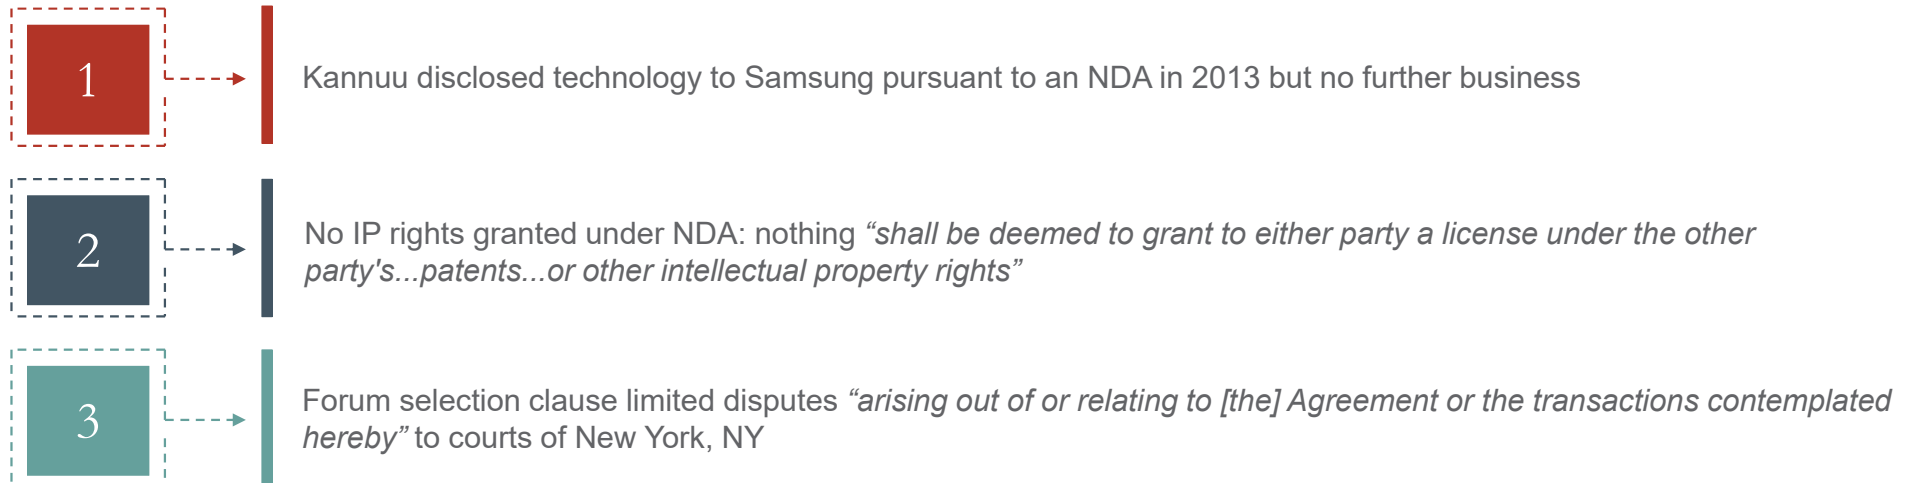 1
Kannuu disclosed technology to Samsung pursuant to an NDA in 2013 but no further business
2
No IP rights granted under NDA: nothing “shall be deemed to grant to either party a license under the other
party's...patents...or other intellectual property rights”
3
Forum selection clause limited disputes “arising out of or relating to [the] Agreement or the transactions contemplated
hereby” to courts of New York, NY